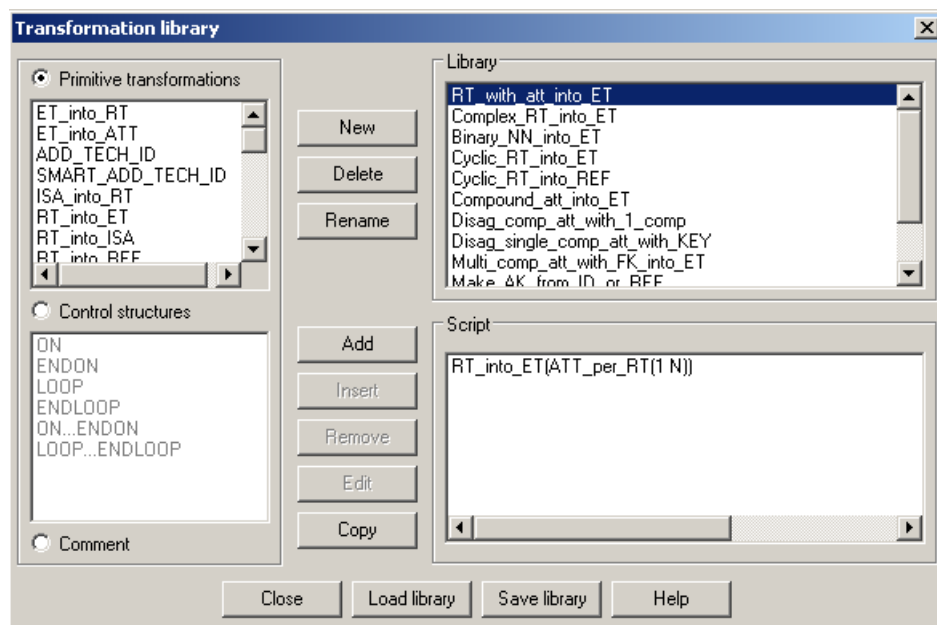 Transformation library
Primitive transformations
ET_into_RT
ET_into_ATT
ADD_TECH_ID
SMART_ADD_TECH_ID
ISA_into_RT
RT_into_ET
RT_into_ISA
RT_into_REF
Control structures
ON
ENDON
LOOP
ENDLOOP
ON...ENDON
LOOP...ENDLOOP
Comment
New
Delete
Rename
Add
Insert
Remove
Edit
Copy
Library
RT_with_att_into_ET
Complex_RT_into_ET
Binary_NN_into_ET
Cyclic_RT_into_ET
Cyclic_RT_into_REF
Compound_att_into_ET
Disag_comp_att_with_1_comp
Disag_single_comp_att_with_KEY
Multi_comp_att_with_FK_into_ET
Make_AK_from_ID_or_REF
Script
RT_into_ET(ATT_per_RT(1 N))
Close
Load library
Save library
Help